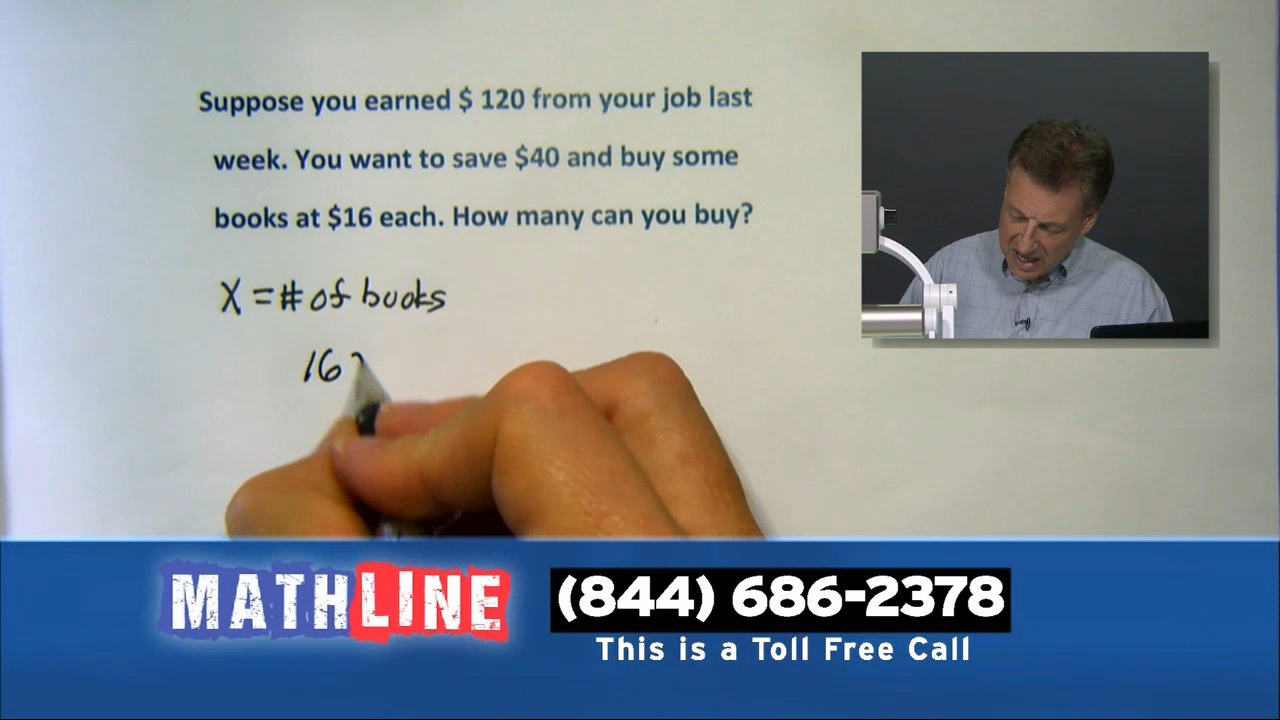 Suppose you earned $ 120 from your job last
week. You want to save $40 and buy some
books at $16 each. How many can you buy?
X = # of books
16
MATHLINE
(844) 686-2378
This is a Toll Free Call